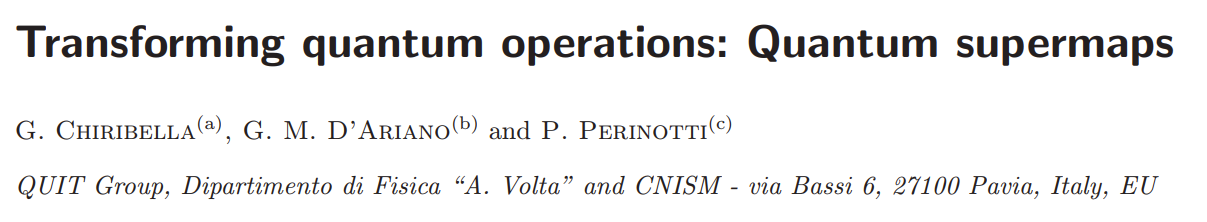 Transforming quantum operations: Quantum supermaps
G. Chiribella(a), G. M. D'Ariano(b) and P. Perinotti(c)
QUIT Group, Dipartimento di Fisica “A. Volta” and CNISM - via Bassi 6, 27100 Pavia, Italy, EU